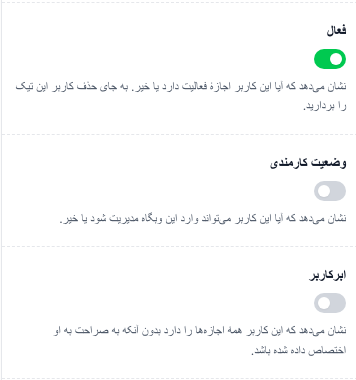 فعال
نشان می‌دهد که آیا این کاربر اجازهٔ فعالیت دارد یا خیر. به جای حذف کاربر این تیک
را بردارید.
وضعیت کارمندی
نشان می‌دهد که آیا این کاربر می‌تواند وارد این وبگاه مدیریت شود یا خیر.
ابرکاربر
نشان می‌دهد که این کاربر همهٔ اجازه‌ها را دارد بدون آنکه به صراحت به او
اختصاص داده شده باشد.